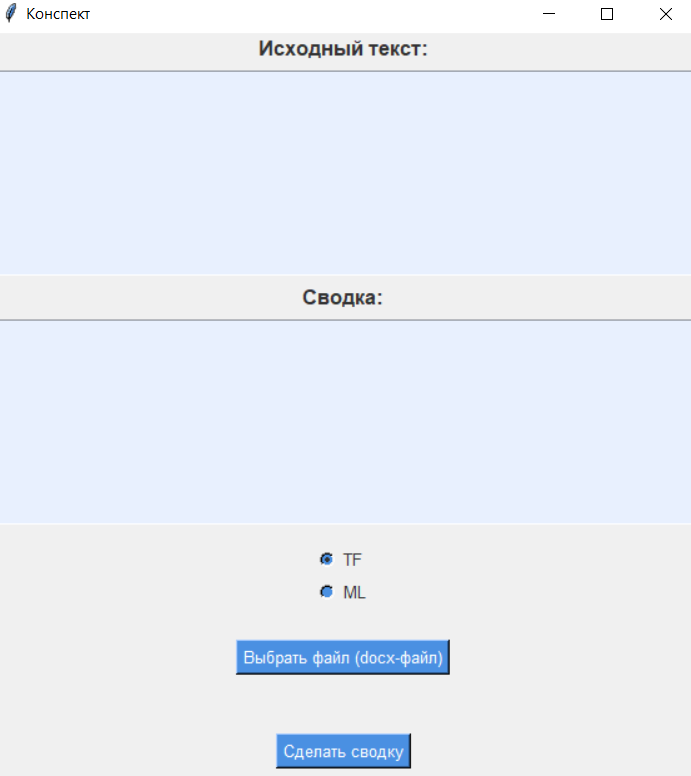 Конспект
Исходный текст:
Сводка:
TF
ML
Выбрать файл (docx-файл)
Сделать сводку